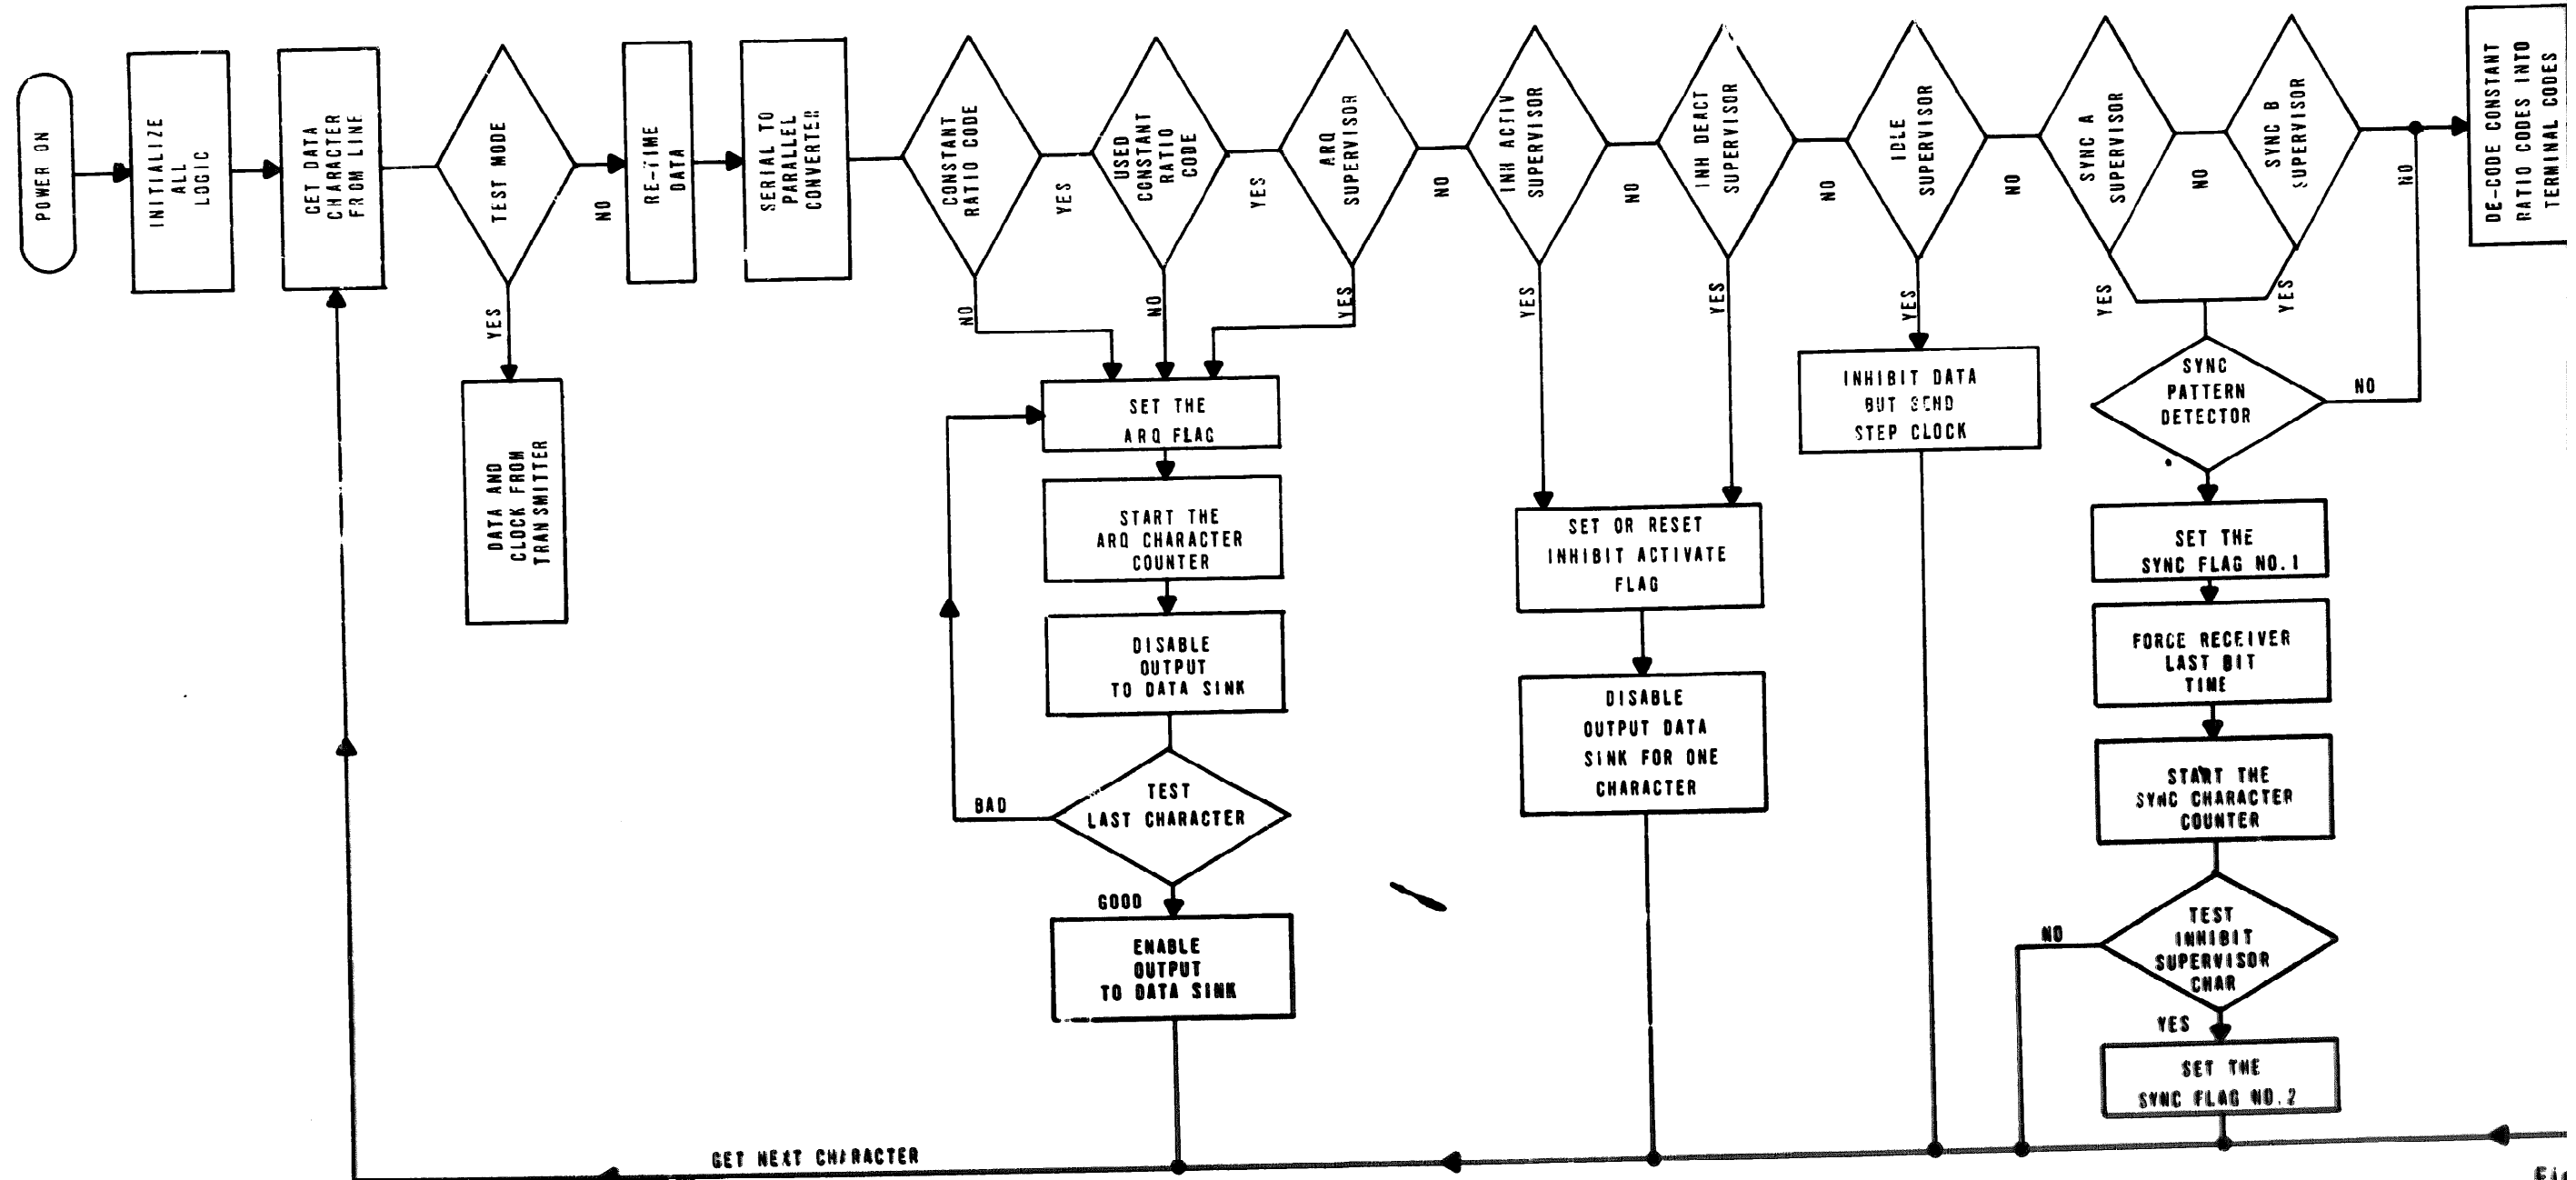 POWER ON
INITIALIZE
ALL
LOGIC
GET DATA
CHARACTER
FROM LINE
TEST MODE
NO
YES
DATA AND
CLOCK FROM
TRANSMITTER
RE-TIME
DATA
SERIAL TO
PARALLEL
CONVERTER
CONSTANT
RATIO CODE
YES
NO
USED
CONSTANT
RATIO
CODE
YES
NO
ARQ
SUPERVISOR
NO
YES
INH ACTIV
SUPERVISOR
NO
YES
INH DEACT
SUPERVISOR
NO
YES
IDLE
SUPERVISOR
NO
YES
SYNC A
SUPERVISOR
NO
YES
SYNC B
SUPERVISOR
NO
YES
DE-CODE CONSTANT
RATIO CODES INTO
TERMINAL CODES
SET THE
ARQ FLAG
START THE
ARQ CHARACTER
COUNTER
DISABLE
OUTPUT
TO DATA SINK
TEST
LAST CHARACTER
BAD
GOOD
ENABLE
OUTPUT
TO DATA SINK
SET OR RESET
INHIBIT ACTIVATE
FLAG
DISABLE
OUTPUT DATA
SINK FOR ONE
CHARACTER
INHIBIT DATA
BUT SEND
STEP CLOCK
SYNC
PATTERN
DETECTOR
NO
SET THE
SYNC FLAG NO.1
FORCE RECEIVER
LAST BIT
TIME
START THE
SYNC CHARACTER
COUNTER
TEST
INHIBIT
SUPERVISOR
CHAR
NO
YES
SET THE
SYNC FLAG NO.2
GET NEXT CHARACTER